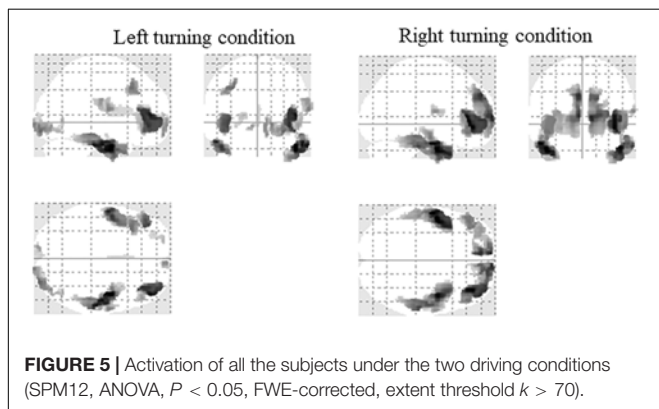 Left turning condition
Right turning condition
FIGURE 5 | Activation of all the subjects under the two driving conditions
(SPM12, ANOVA, P < 0.05, FWE-corrected, extent threshold k > 70).